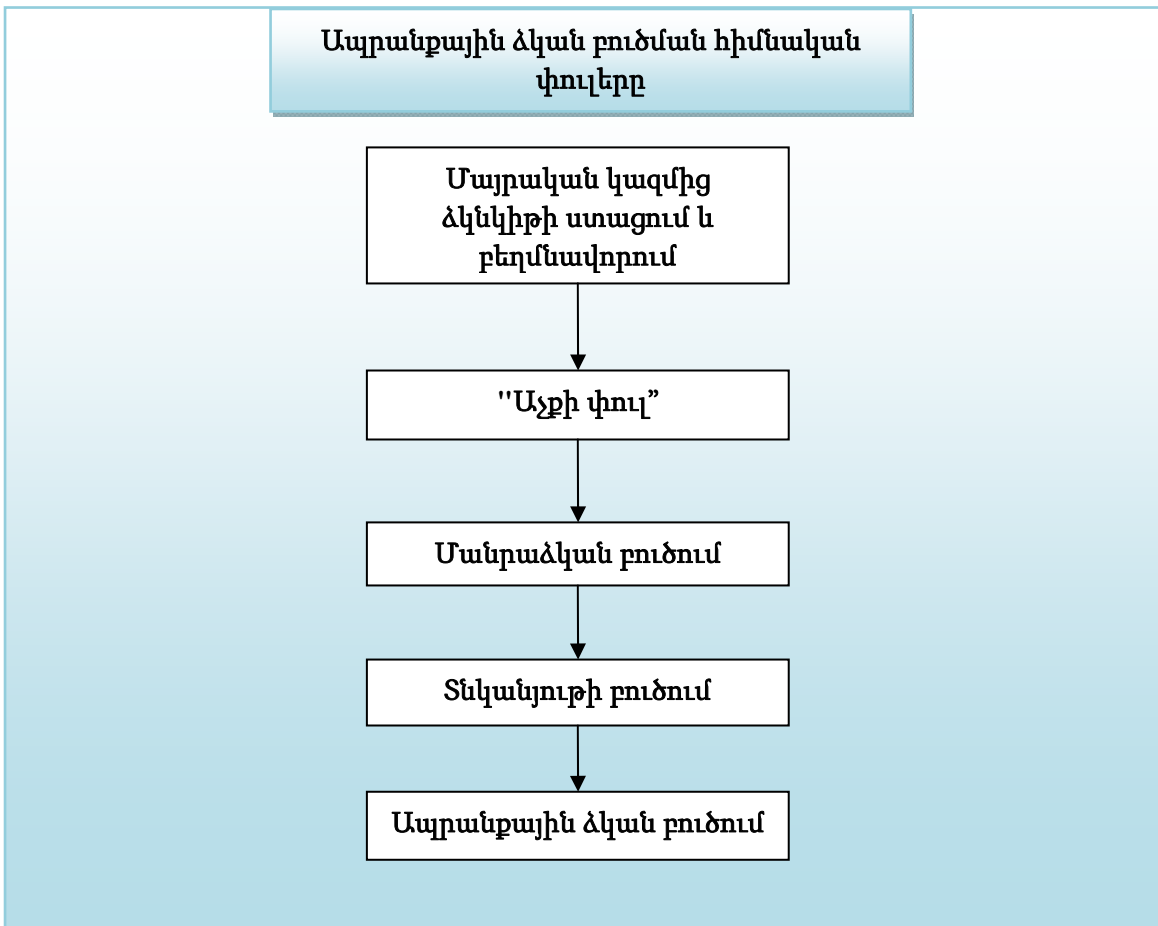 Ապրանքային ձկան բուծման հիմնական
փուլերը
Մայրական կազմից
ձկնկիթի ստացում և
բեղմնավորում
''Աչքի փուլ”
Մանրաձկան բուծում
Տնկանյութի բուծում
Ապրանքային ձկան բուծում